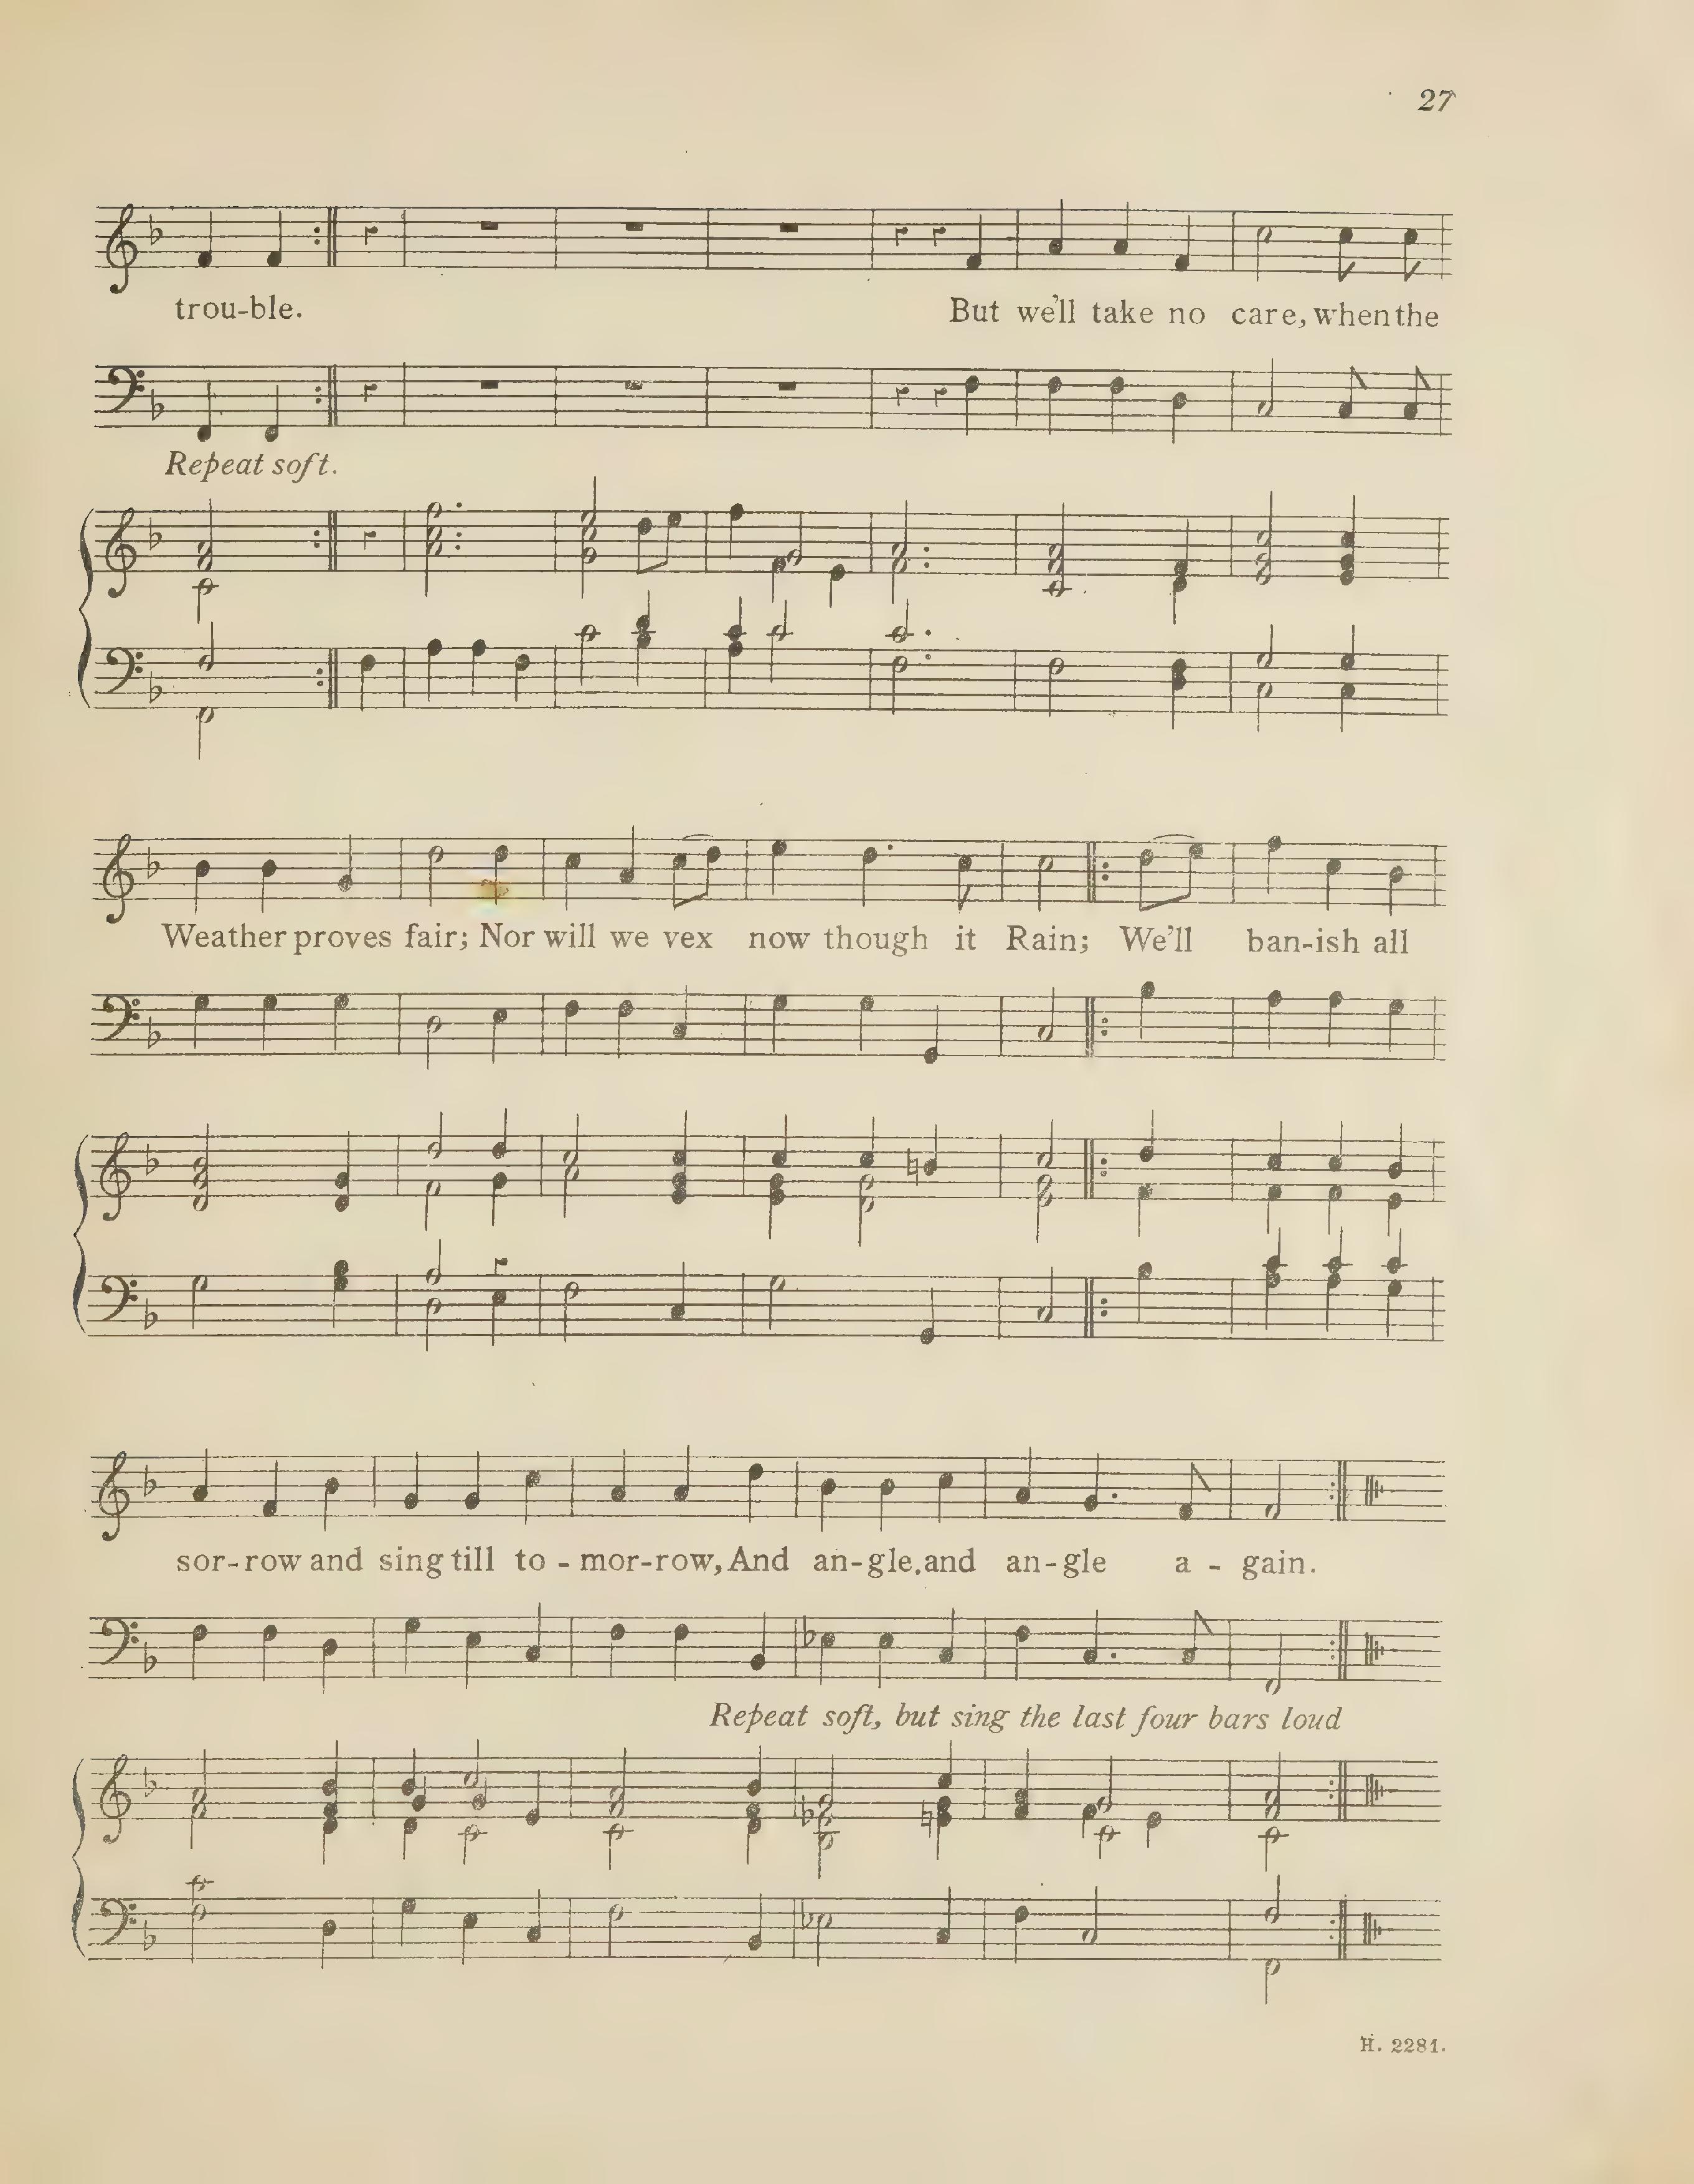 27
trou-ble. But we'll take no care, when the
Repeat soft.
Weather proves fair; Nor will we vex now though it Rain; We'll ban-ish all
sor-row and sing till to - mor-row, And an-gle, and an-gle a - gain.
Repeat soft, but sing the last four bars loud
H. 2281.